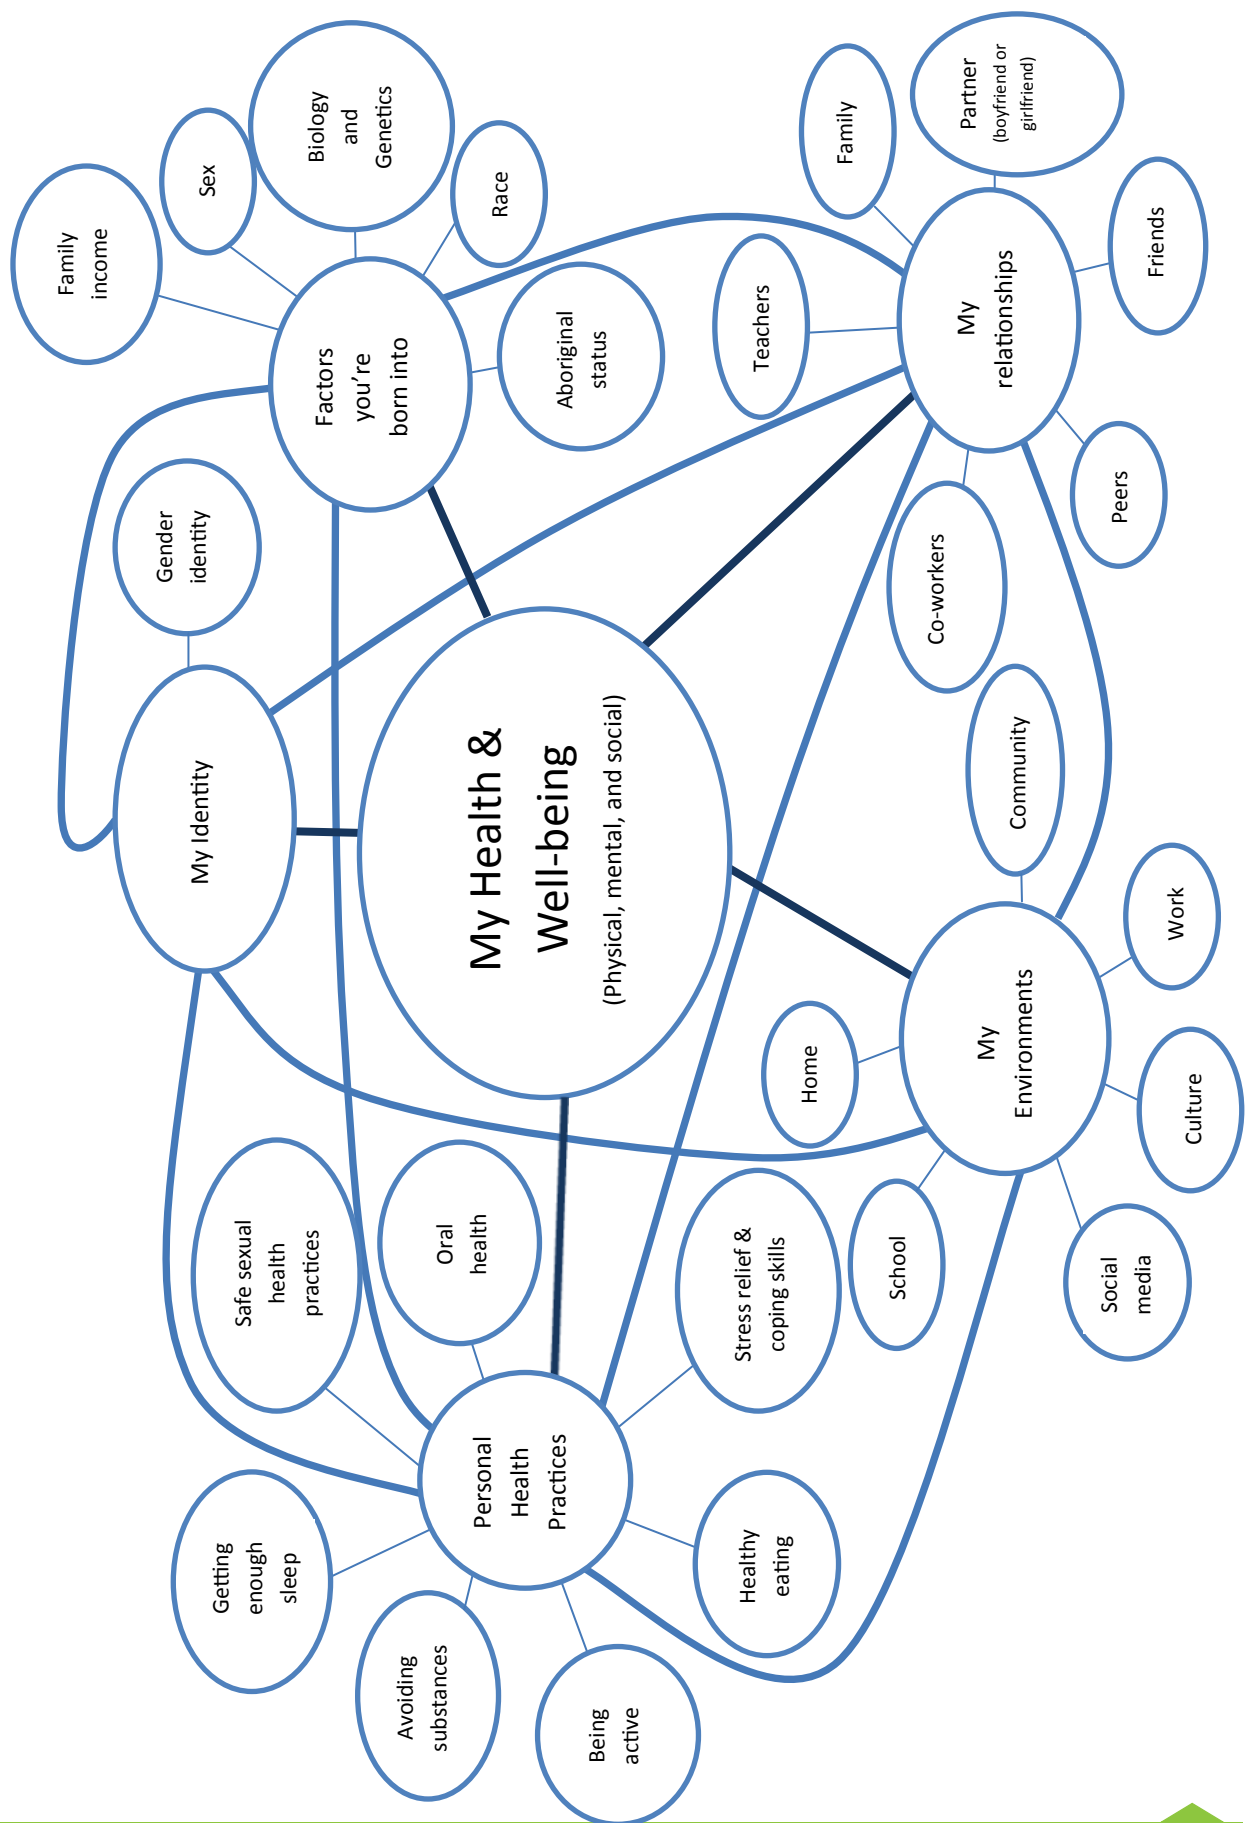 My Health &
Well-being
(Physical, mental, and social)
My Identity
Gender
identity
Factors
you’re
born into
Family
income
Sex
Biology
and
Genetics
Race
Aboriginal
status
My
relationships
Teachers
Family
Partner
(boyfriend or
girlfriend)
Friends
Peers
Co-workers
My
Environments
Community
Work
Culture
Social
media
School
Home
Personal
Health
Practices
Safe sexual
health
practices
Oral
health
Stress relief &
coping skills
Healthy
eating
Being
active
Avoiding
substances
Getting
enough
sleep